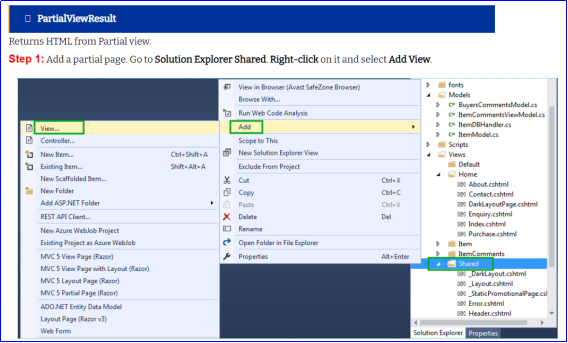 PartialViewResult
Returns HTML from Partial view.
Step 1: Add a partial page. Go to Solution Explorer Shared. Right-click on it and select Add View.
View...
Controller...
New Item... Ctrl+Shift+A
Existing Item... Shift+Alt+A
New Scaffolded Item...
New Folder
Add ASP.NET Folder
REST API Client...
New Azure WebJob Project
Existing Project as Azure WebJob
MVC 5 View Page (Razor)
MVC 5 View Page with Layout (Razor)
MVC 5 Layout Page (Razor)
MVC 5 Partial Page (Razor)
ADO.NET Entity Data Model
Layout Page (Razor v3)
Web Form
View in Browser (Avast SafeZone Browser)
Browse With...
Run Web Code Analysis
Add
Scope to This
New Solution Explorer View
Exclude From Project
Cut Ctrl+X
Copy Ctrl+C
Paste Ctrl+V
Delete Del
Rename
Open Folder in File Explorer
Properties Alt+Enter
fonts
Models
BuyersCommentsModel.cs
ItemCommentsViewModel.cs
ItemDBHandler.cs
ItemModel.cs
Scripts
Views
Default
Home
About.cshtml
Contact.cshtml
DarkLayoutPage.cshtml
Enquiry.cshtml
Index.cshtml
Purchase.cshtml
Item
ItemComments
Shared
_DarkLayout.cshtml
_Layout.cshtml
_StaticPromotionalPage.csl
Error.cshtml
Header.cshtml
Solution Explorer Properties